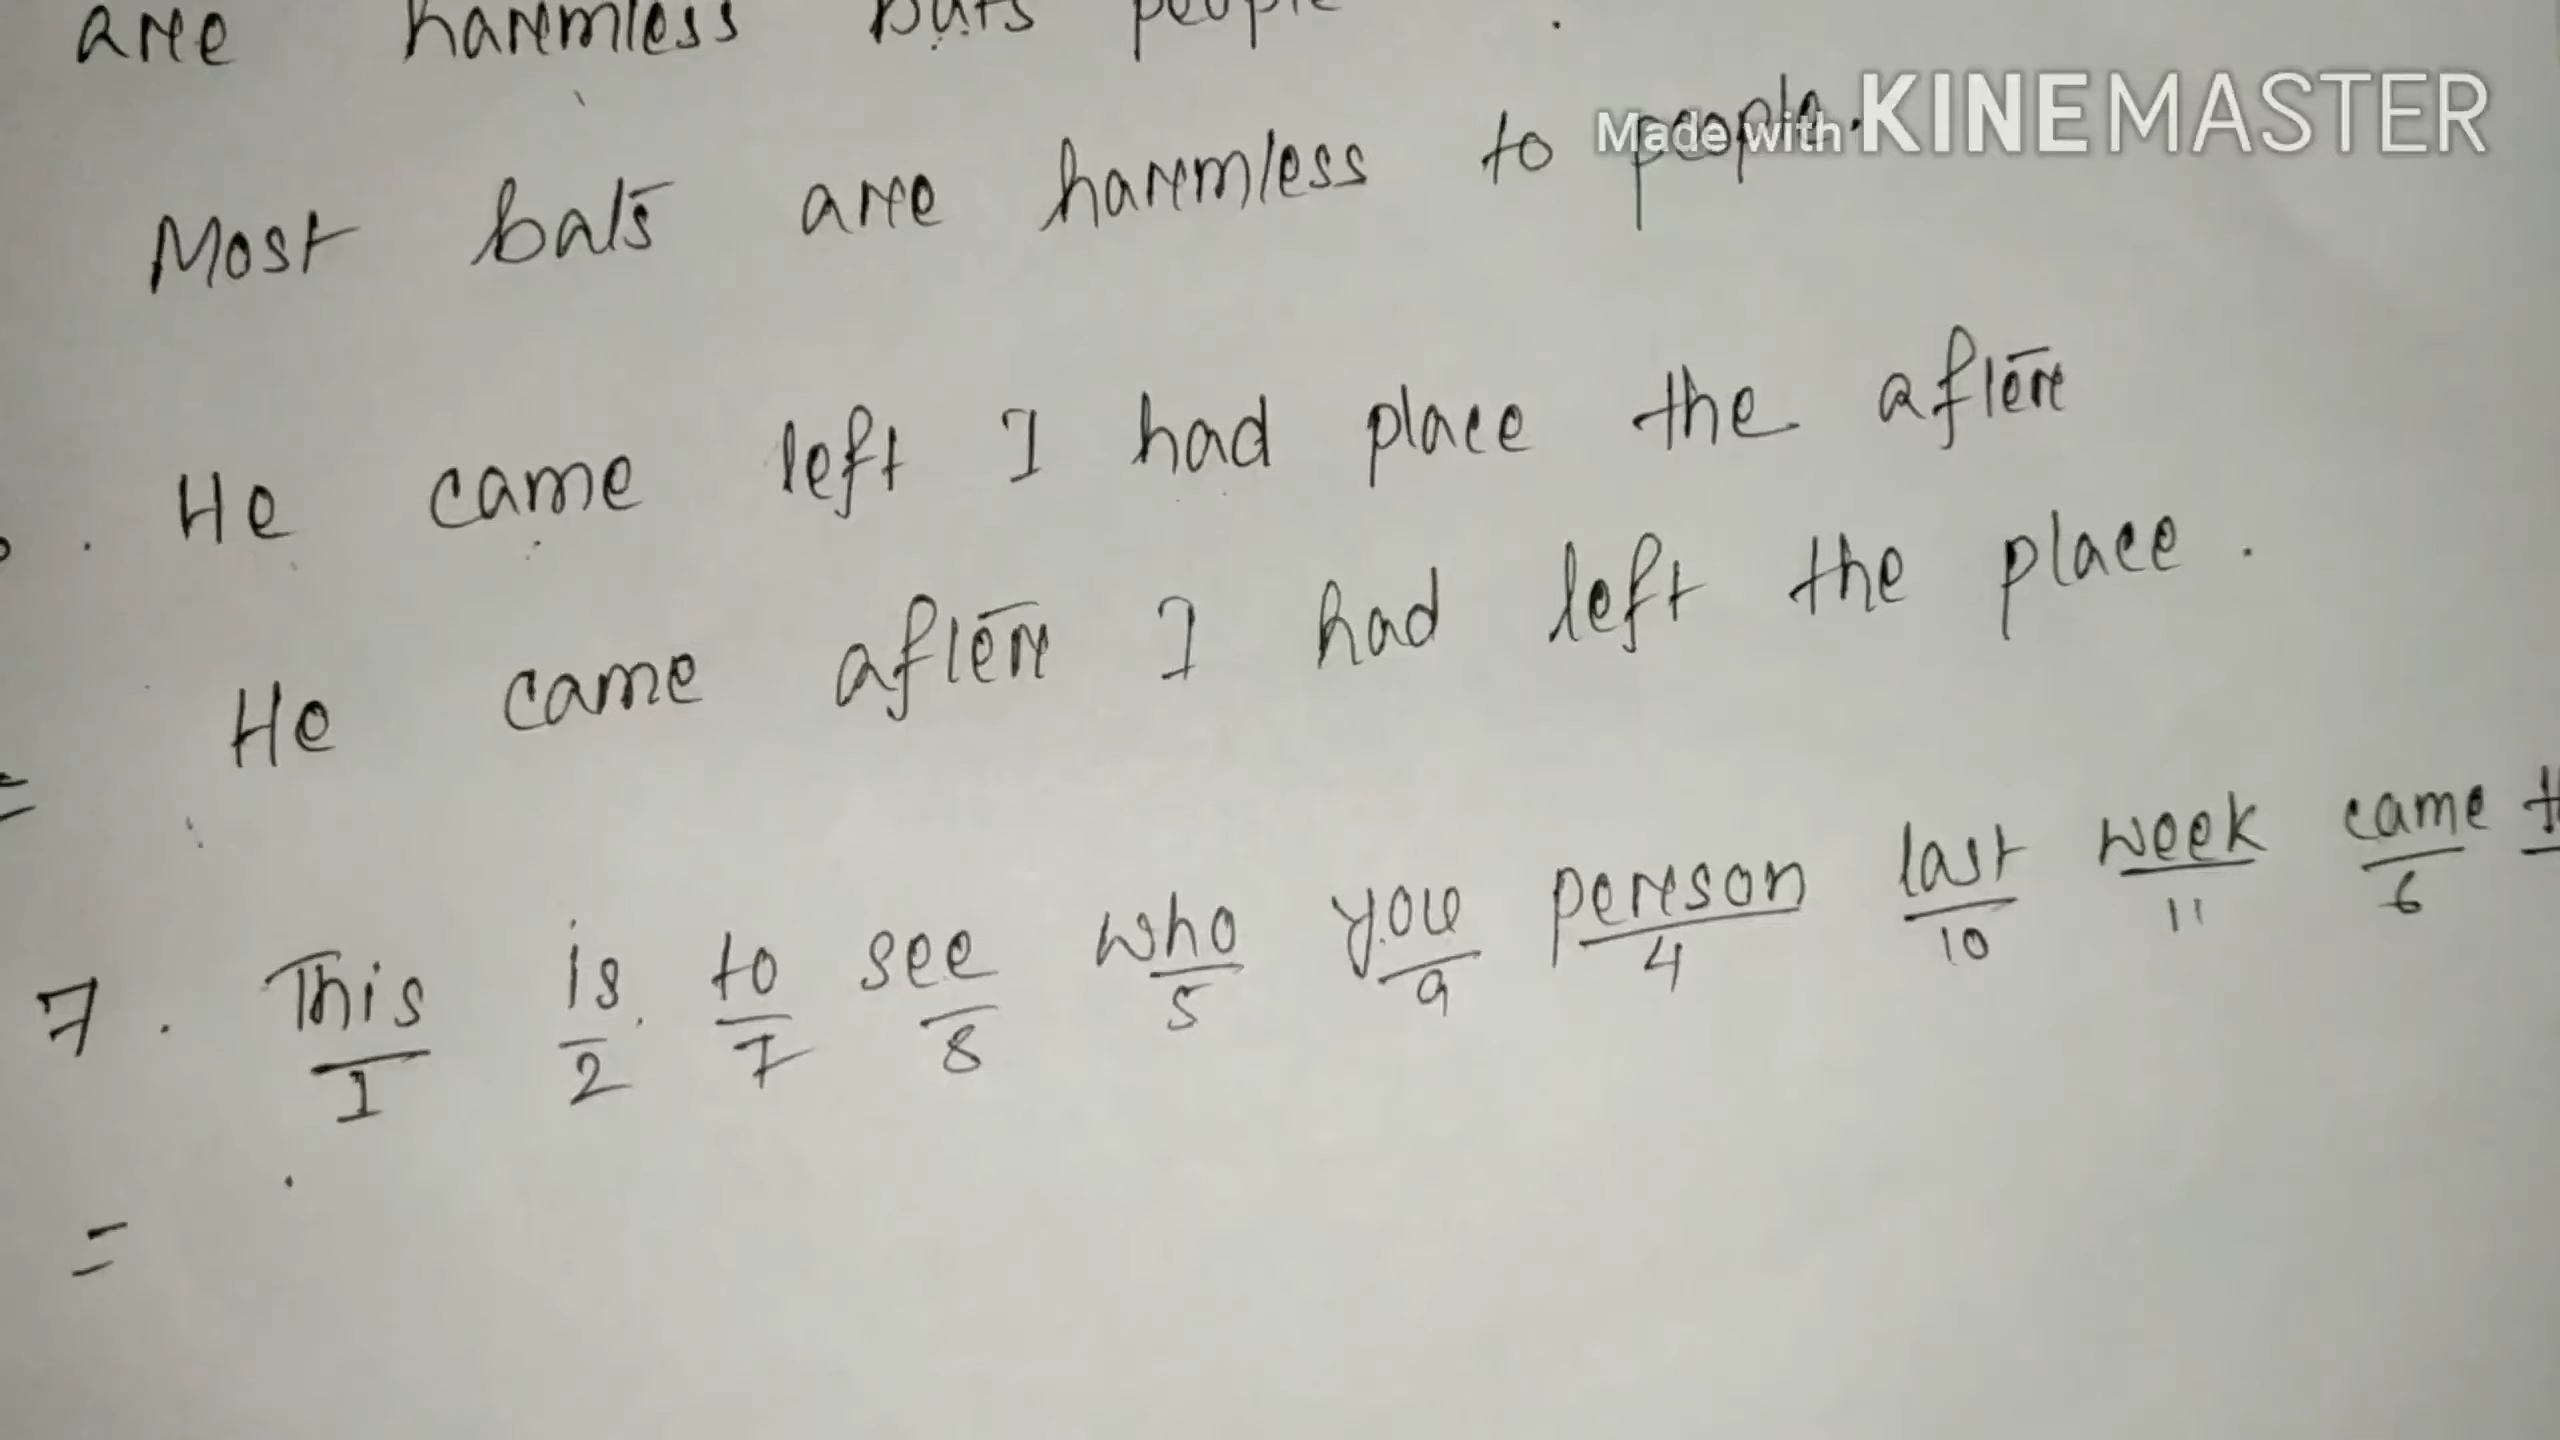 are harmless bats people
Made with KINEMASTER
Most bats are harmless to people.
. He came left I had place the after
He came after I had left the place.
=
7. This is to see who you person last week came
1 2 7 8 5 9 4 10 11 6
=